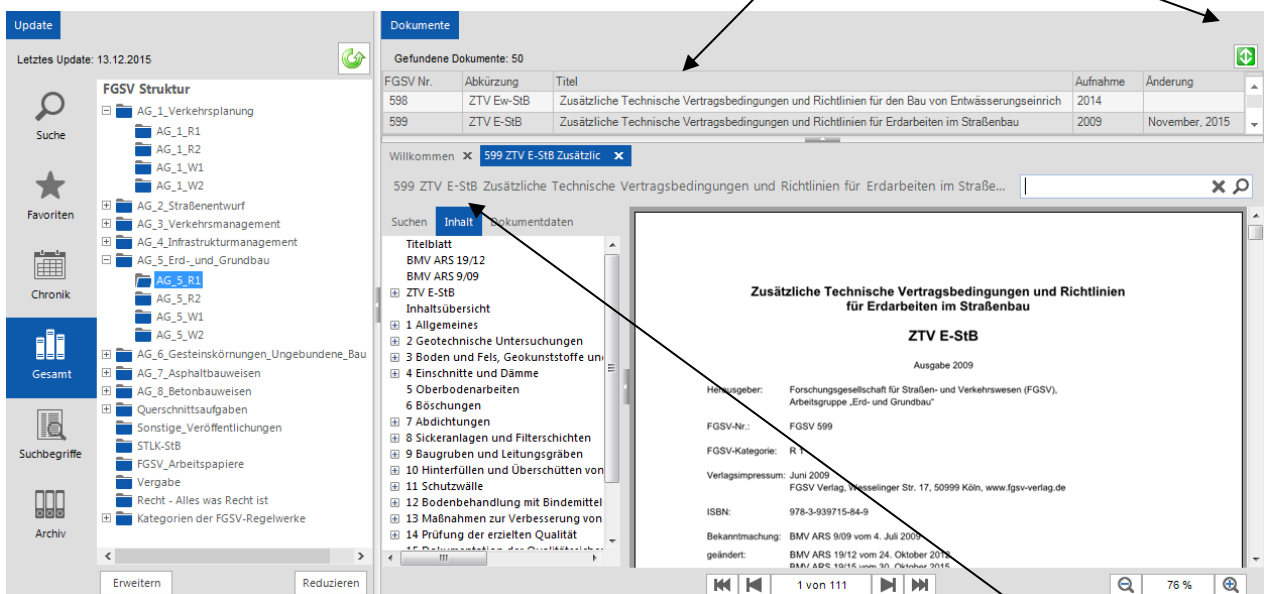 Update
Letztes Update: 13.12.2015
Suche
Favoriten
Chronik
Gesamt
Suchbegriffe
Archiv
FGSV Struktur
AG_1_Verkehrsplanung
AG_1_R1
AG_1_R2
AG_1_W1
AG_1_W2
AG_2_Straßenentwurf
AG_3_Verkehrsmanagement
AG_4_Infrastrukturmanagement
AG_5_Erd-_und_Grundbau
AG_5_R1
AG_5_R2
AG_5_W1
AG_5_W2
AG_6_Gesteinskörnungen_Ungebundene_Bau
AG_7_Asphaltbauweisen
AG_8_Betonbauweisen
Querschnittsaufgaben
Sonstige_Veröffentlichungen
STLK-StB
FGSV_Arbeitspapiere
Vergabe
Recht - Alles was Recht ist
Kategorien der FGSV-Regelwerke
Erweitern Reduzieren
Dokumente
Gefundene Dokumente: 50
FGSV Nr. Abkürzung Titel Aufnahme Änderung
598 ZTV Ew-StB Zusätzliche Technische Vertragsbedingungen und Richtlinien für den Bau von Entwässerungseinrich 2014
599 ZTV E-StB Zusätzliche Technische Vertragsbedingungen und Richtlinien für Erdarbeiten im Straßenbau 2009 November, 2015
Willkommen 599 ZTV E-StB Zusätzlic
599 ZTV E-StB Zusätzliche Technische Vertragsbedingungen und Richtlinien für Erdarbeiten im Straße...
Suchen Inhalt Dokumentdaten
Titelblatt
BMV ARS 19/12
BMV ARS 9/09
ZTV E-StB
Inhaltsübersicht
1 Allgemeines
2 Geotechnische Untersuchungen
3 Boden und Fels, Geokunststoffe und
4 Einschnitte und Dämme
5 Oberbodenarbeiten
6 Böschungen
7 Abdichtungen
8 Sickeranlagen und Filterschichten
9 Baugruben und Leitungsgräben
10 Hinterfüllen und Überschütten von
11 Schutzwälle
12 Bodenbehandlung mit Bindemittel
13 Maßnahmen zur Verbesserung von
14 Prüfung der erzielten Qualität
15 Dokumentation der Qualitätssicher
Zusätzliche Technische Vertragsbedingungen und Richtlinien
für Erdarbeiten im Straßenbau
ZTV E-StB
Ausgabe 2009
Herausgeber: Forschungsgesellschaft für Straßen- und Verkehrswesen (FGSV),
Arbeitsgruppe „Erd- und Grundbau"
FGSV-Nr.: FGSV 599
FGSV-Kategorie: R 1
Verlagsimpressum: Juni 2009
FGSV Verlag, Wesselinger Str. 17, 50999 Köln, www.fgsv-verlag.de
ISBN: 978-3-939715-84-9
Bekanntmachung: BMV ARS 9/09 vom 4. Juli 2009
geändert: BMV ARS 19/12 vom 24. Oktober 2012
BMV ARS 19/15 vom 30. Oktober 2015
1 von 111 76 %